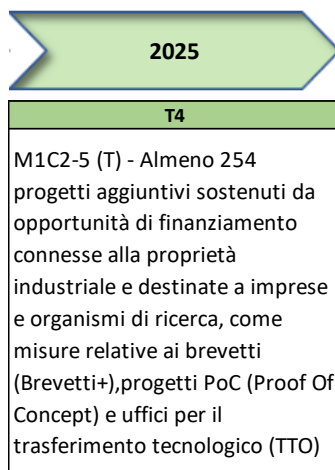 2025
T4
M1C2-5 (T) - Almeno 254
progetti aggiuntivi sostenuti da
opportunità di finanziamento
connesse alla proprietà
industriale e destinate a imprese
e organismi di ricerca, come
misure relative ai brevetti
(Brevetti+),progetti PoC (Proof Of
Concept) e uffici per il
trasferimento tecnologico (TTO)